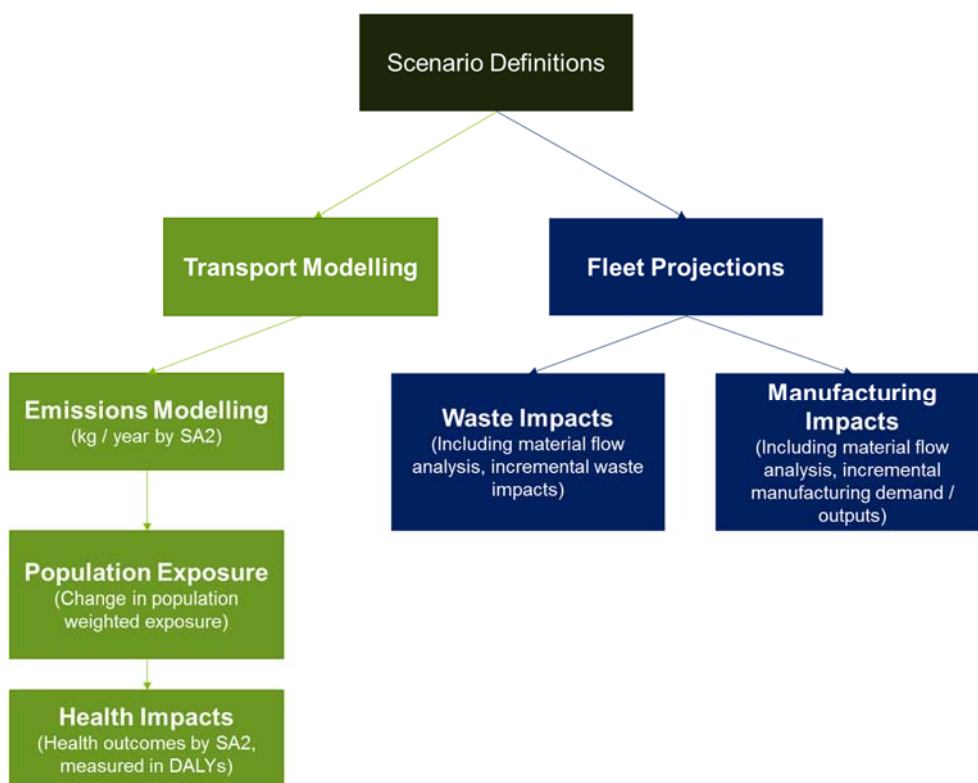 Scenario Definitions
Transport Modelling
Fleet Projections
Emissions Modelling
(kg / year by SA2)
Waste Impacts
(Including material flow
analysis, incremental waste
impacts)
Manufacturing
Impacts
(Including material flow
analysis, incremental
manufacturing demand /
outputs)
Population Exposure
(Change in population
weighted exposure)
Health Impacts
(Health outcomes by SA2,
measured in DALYs)